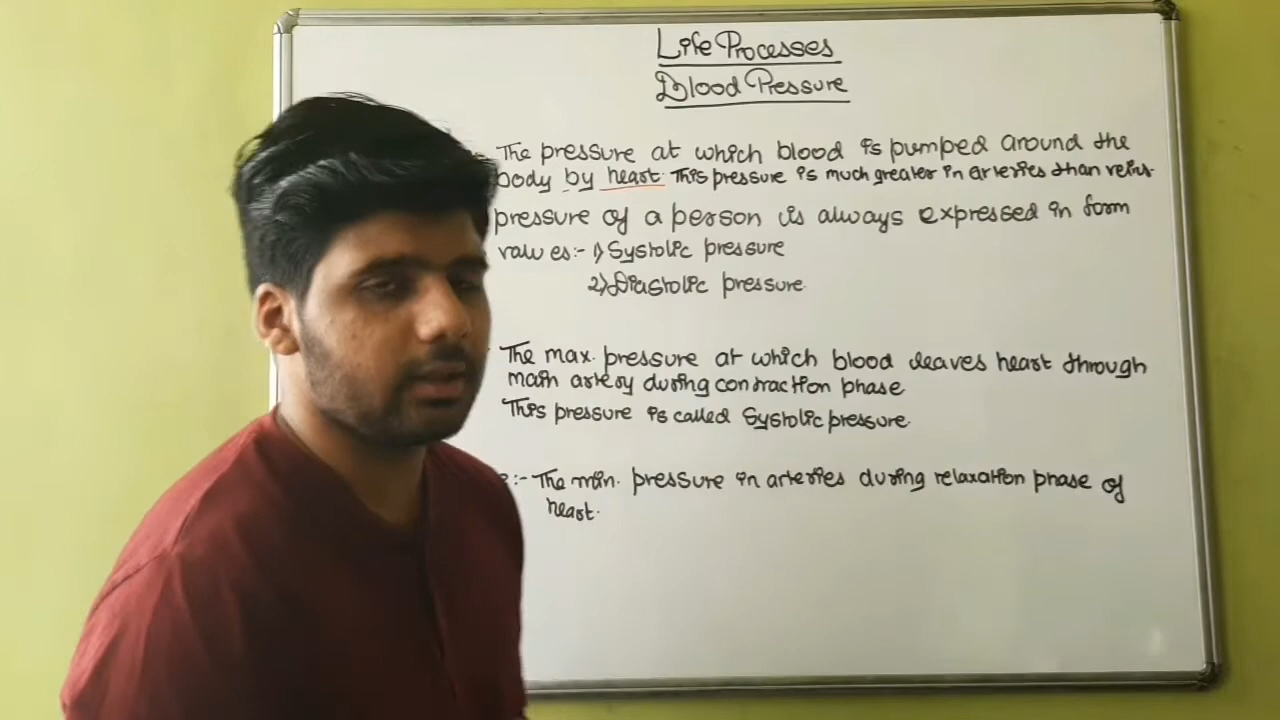 Life Processes
Blood Pressure
The pressure at which blood is pumped around the
body by heart. This pressure is much greater in arteries than veins.
pressure of a person is always expressed in form
values:- 1) Systolic pressure
2) Diastolic pressure.
The max. pressure at which blood leaves heart through
main artery during contraction phase.
This pressure is called Systolic pressure.
:- The min. pressure in arteries during relaxation phase of
heart.